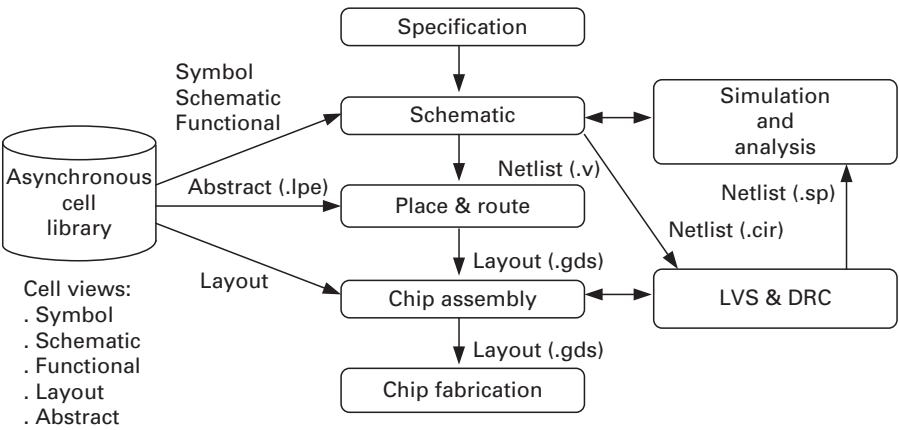 Specification
Symbol
Schematic
Functional
Schematic
Simulation
and
analysis
Asynchronous
cell
library
Abstract (.lpe)
Netlist (.v)
Netlist (.sp)
Place & route
Netlist (.cir)
Layout
Layout (.gds)
Chip assembly
LVS & DRC
Cell views:
. Symbol
. Schematic
. Functional
. Layout
. Abstract
Layout (.gds)
Chip fabrication